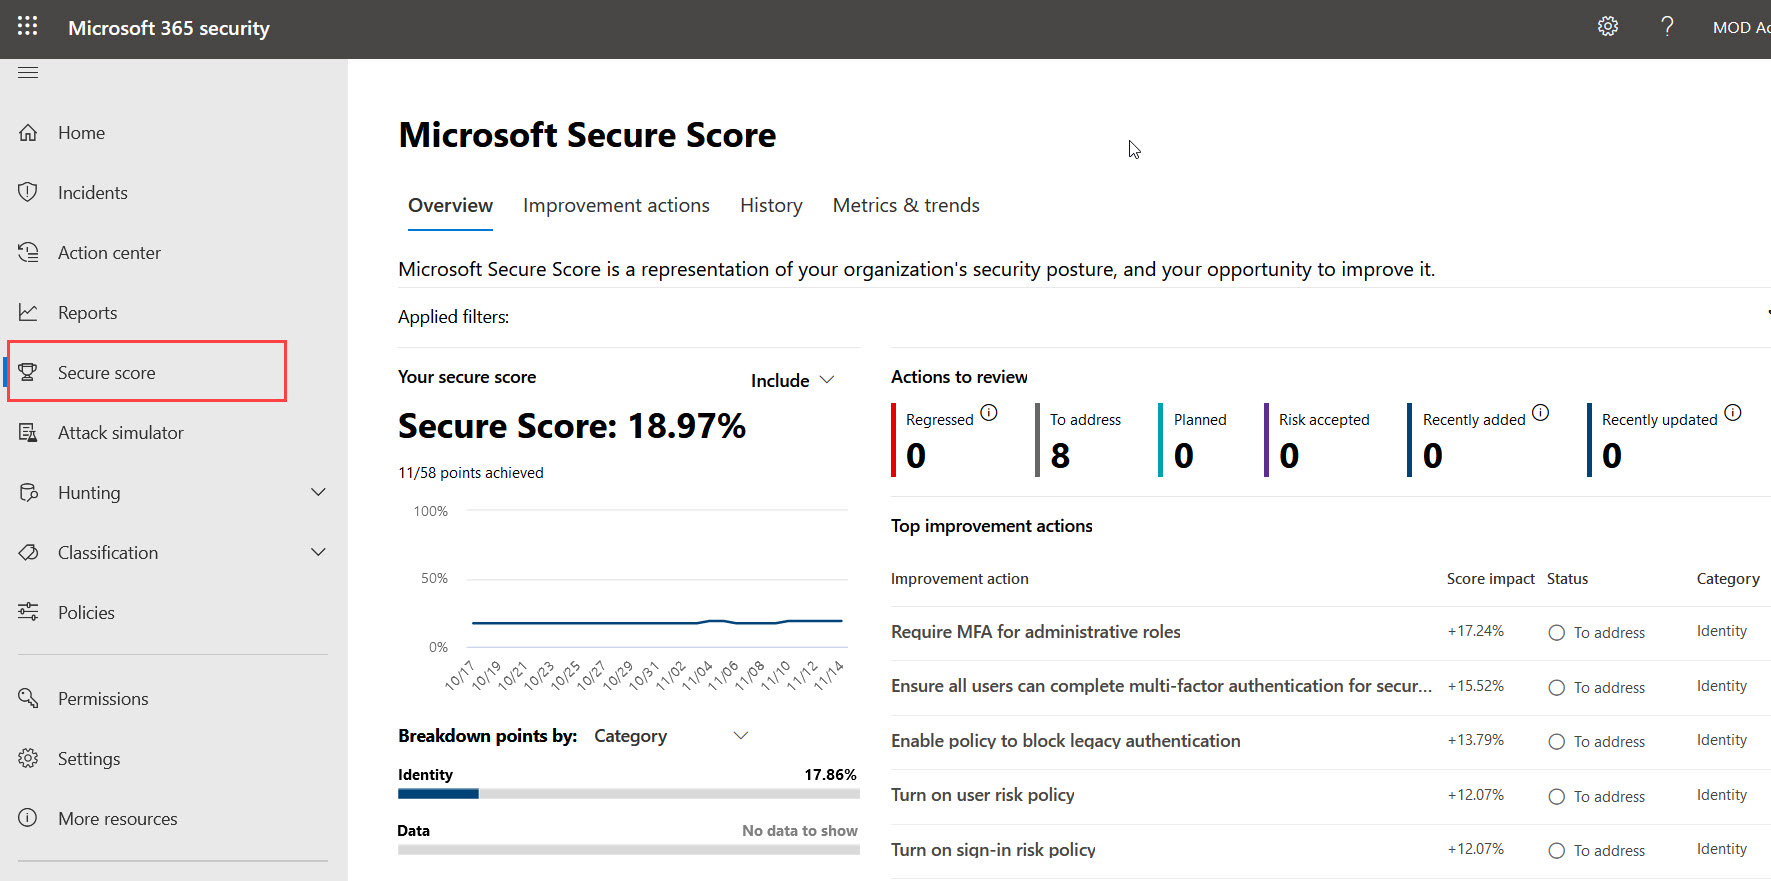 Microsoft 365 security
MOD Ac
Home
Incidents
Action center
Reports
Secure score
Attack simulator
Hunting
Classification
Policies
Permissions
Settings
More resources
Microsoft Secure Score
Overview Improvement actions History Metrics & trends
Microsoft Secure Score is a representation of your organization's security posture, and your opportunity to improve it.
Applied filters:
Your secure score
Include
Secure Score: 18.97%
11/58 points achieved
100%
50%
0%
10/17 10/19 10/21 10/23 10/25 10/27 10/29 10/31 11/02 11/04 11/06 11/08 11/10 11/12 11/14
Breakdown points by: Category
Identity 17.86%
Data No data to show
Actions to review
Regressed To address Planned Risk accepted Recently added Recently updated
0 8 0 0 0 0
Top improvement actions
Improvement action Score impact Status Category
Require MFA for administrative roles +17.24% To address Identity
Ensure all users can complete multi-factor authentication for secur... +15.52% To address Identity
Enable policy to block legacy authentication +13.79% To address Identity
Turn on user risk policy +12.07% To address Identity
Turn on sign-in risk policy +12.07% To address Identity